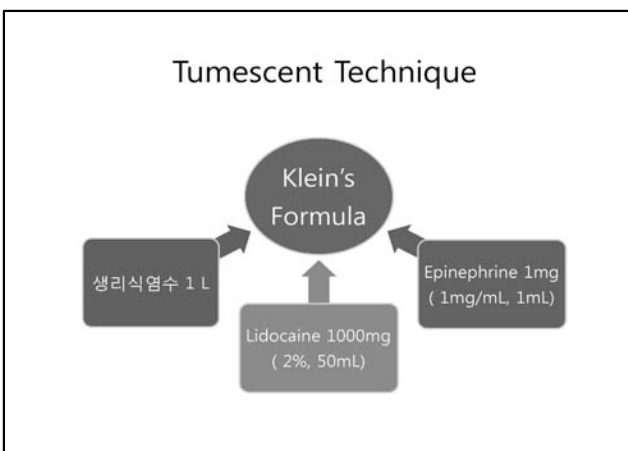 Tumescent Technique
Klein's
Formula
생리식염수 1 L
Lidocaine 1000mg
( 2%, 50mL)
Epinephrine 1mg
( 1mg/mL, 1mL)